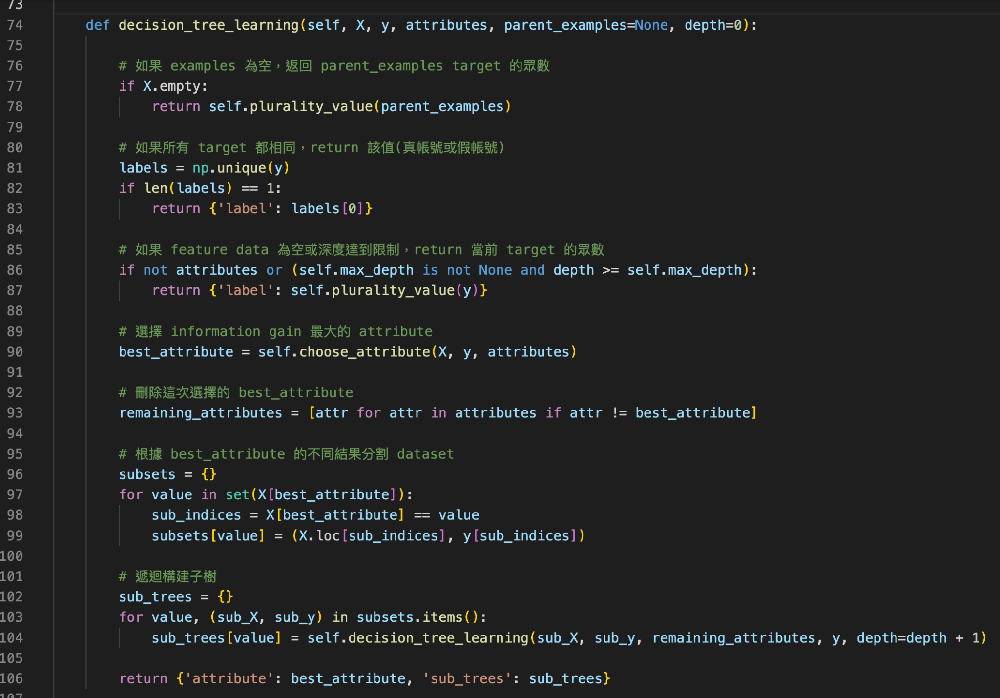 73
74 def decision_tree_learning(self, X, y, attributes, parent_examples=None, depth=0):
75
76 # 如果 examples 為空，返回 parent_examples target 的眾數
77 if X.empty:
78 return self.plurality_value(parent_examples)
79
80 # 如果所有 target 都相同，return 該值(真帳號或假帳號)
81 labels = np.unique(y)
82 if len(labels) == 1:
83 return {'label': labels[0]}
84
85 # 如果 feature data 為空或深度達到限制，return 當前 target 的眾數
86 if not attributes or (self.max_depth is not None and depth >= self.max_depth):
87 return {'label': self.plurality_value(y)}
88
89 # 選擇 information gain 最大的 attribute
90 best_attribute = self.choose_attribute(X, y, attributes)
91
92 # 刪除這次選擇的 best_attribute
93 remaining_attributes = [attr for attr in attributes if attr != best_attribute]
94
95 # 根據 best_attribute 的不同結果分割 dataset
96 subsets = {}
97 for value in set(X[best_attribute]):
98 sub_indices = X[best_attribute] == value
99 subsets[value] = (X.loc[sub_indices], y[sub_indices])
100
101 # 遞迴構建子樹
102 sub_trees = {}
103 for value, (sub_X, sub_y) in subsets.items():
104 sub_trees[value] = self.decision_tree_learning(sub_X, sub_y, remaining_attributes, y, depth=depth + 1)
105
106 return {'attribute': best_attribute, 'sub_trees': sub_trees}
107